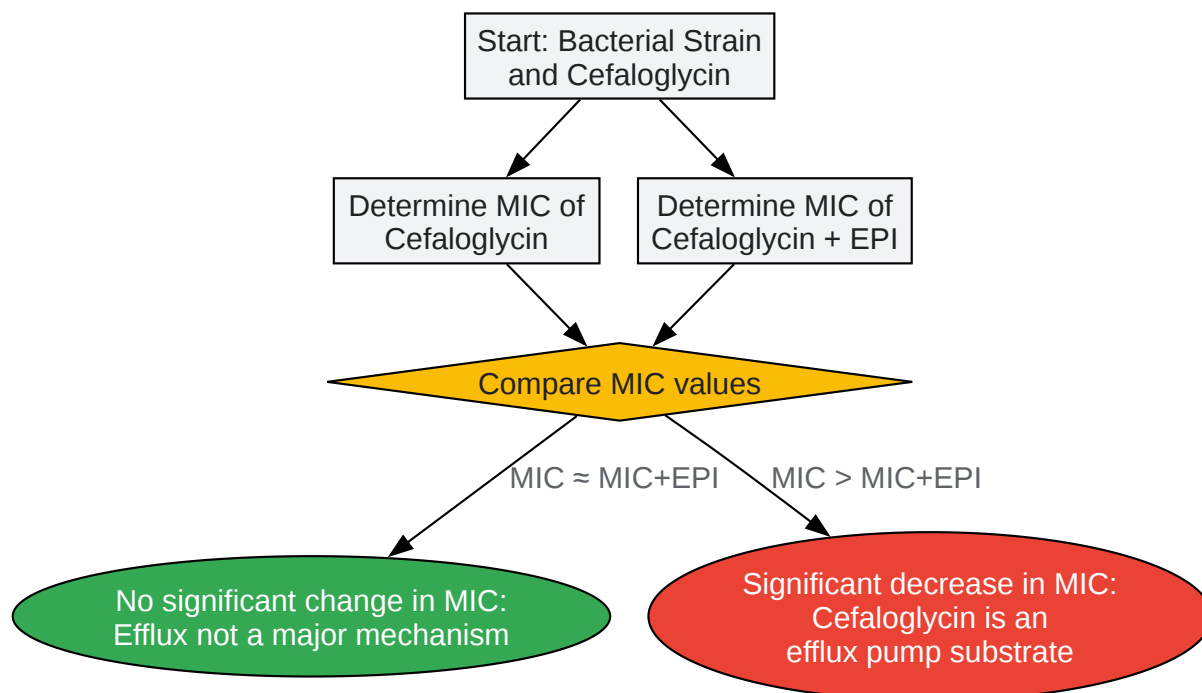 Start: Bacterial Strain
and Cefaloglycin
Determine MIC of
Cefaloglycin
Determine MIC of
Cefaloglycin + EPI
Compare MIC values
MIC ≈ MIC+EPI
MIC > MIC+EPI
No significant change in MIC:
Efflux not a major mechanism
Significant decrease in MIC:
Cefaloglycin is an
efflux pump substrate